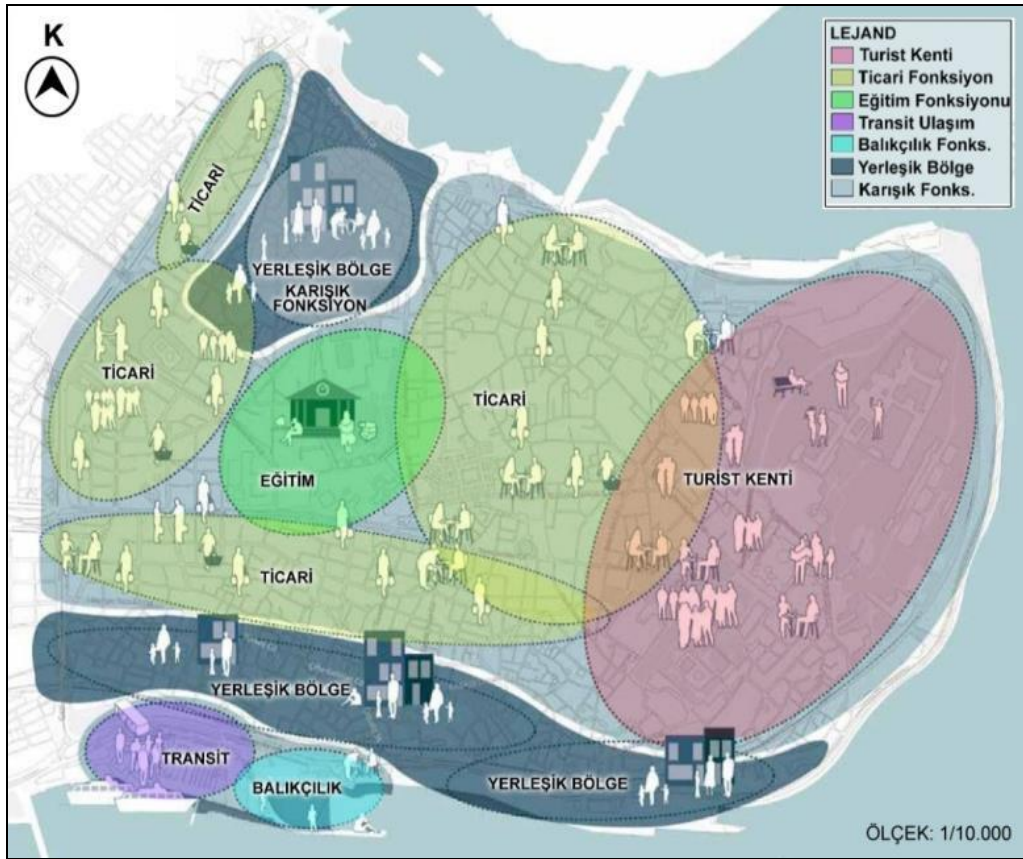 K
LEJAND
Turist Kenti
Ticari Fonksiyon
Eğitim Fonksiyonu
Transit Ulaşım
Balıkçılık Fonks.
Yerleşik Bölge
Karışık Fonks.
TİCARİ
YERLEŞİK BÖLGE
KARIŞIK
FONKSİYON
TİCARİ
TİCARİ
EĞİTİM
TURIST KENTİ
TİCARİ
YERLEŞİK BÖLGE
TRANSİT
BALIKÇILIK
YERLEŞİK BÖLGE
ÖLÇEK: 1/10.000